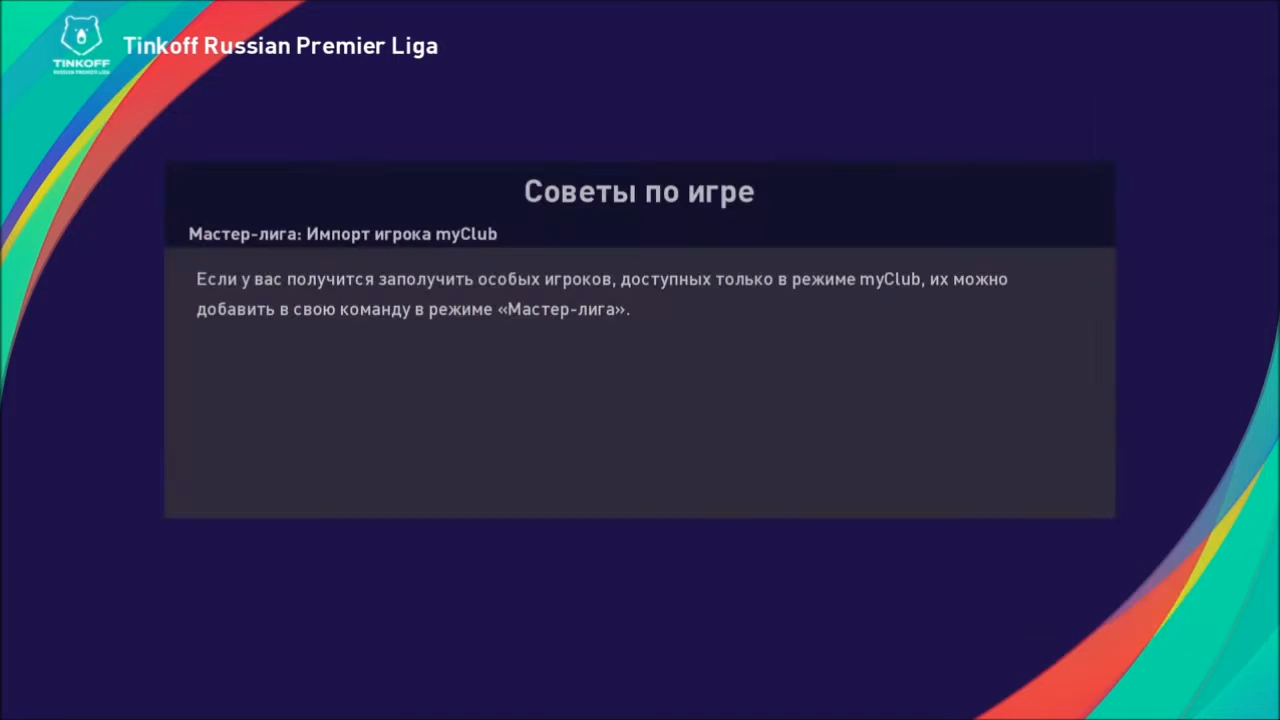 Tinkoff Russian Premier Liga
TINKOFF
RUSSIAN PREMIER LIGA
Советы по игре
Мастер-лига: Импорт игрока myClub
Если у вас получится заполучить особых игроков, доступных только в режиме myClub, их можно
добавить в свою команду в режиме «Мастер-лига».